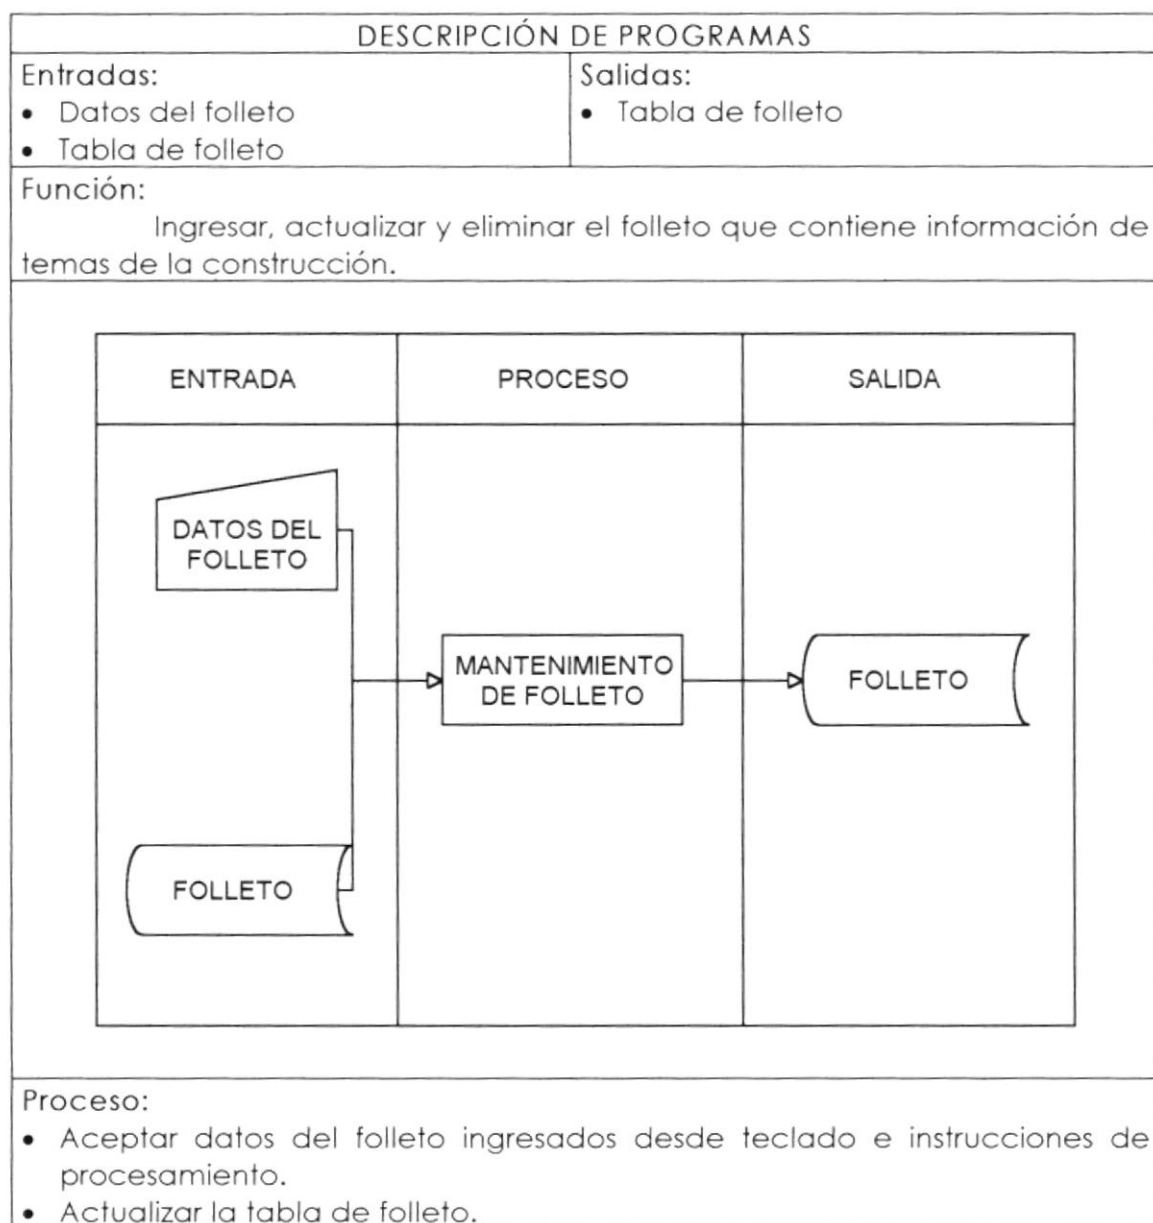 DESCRIPCIÓN DE PROGRAMAS
Entradas:
• Datos del folleto
• Tabla de folleto
Salidas:
• Tabla de folleto
Función:
Ingresar, actualizar y eliminar el folleto que contiene información de
temas de la construcción.
ENTRADA
PROCESO
SALIDA
DATOS DEL
FOLLETO
MANTENIMIENTO
DE FOLLETO
FOLLETO
FOLLETO
Proceso:
• Aceptar datos del folleto ingresados desde teclado e instrucciones de
procesamiento.
• Actualizar la tabla de folleto.